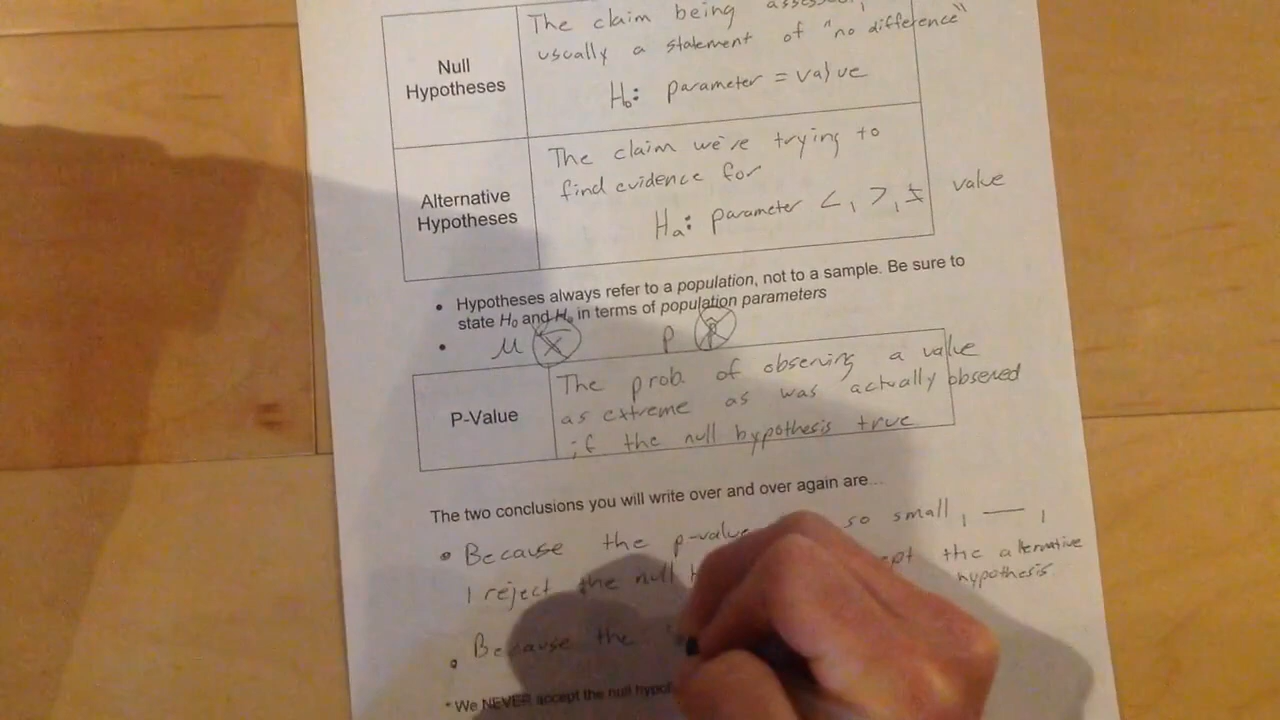 The claim being
usually a statement of "no difference"
Null
Hypotheses
H₀: parameter = value
The claim we're trying to
find evidence for
Alternative
Hypotheses
Hₐ: parameter <, >, ≠ value
• Hypotheses always refer to a population, not to a sample. Be sure to
state H₀ and Hₐ in terms of population parameters
• μ x̄ p p̂
The prob. of observing a value
P-Value
as extreme as was actually observed
if the null hypothesis true
The two conclusions you will write over and over again are...
• Because the p-value so small, __,
I reject the null the alternative
hypothesis
• Because the
* We NEVER accept the null